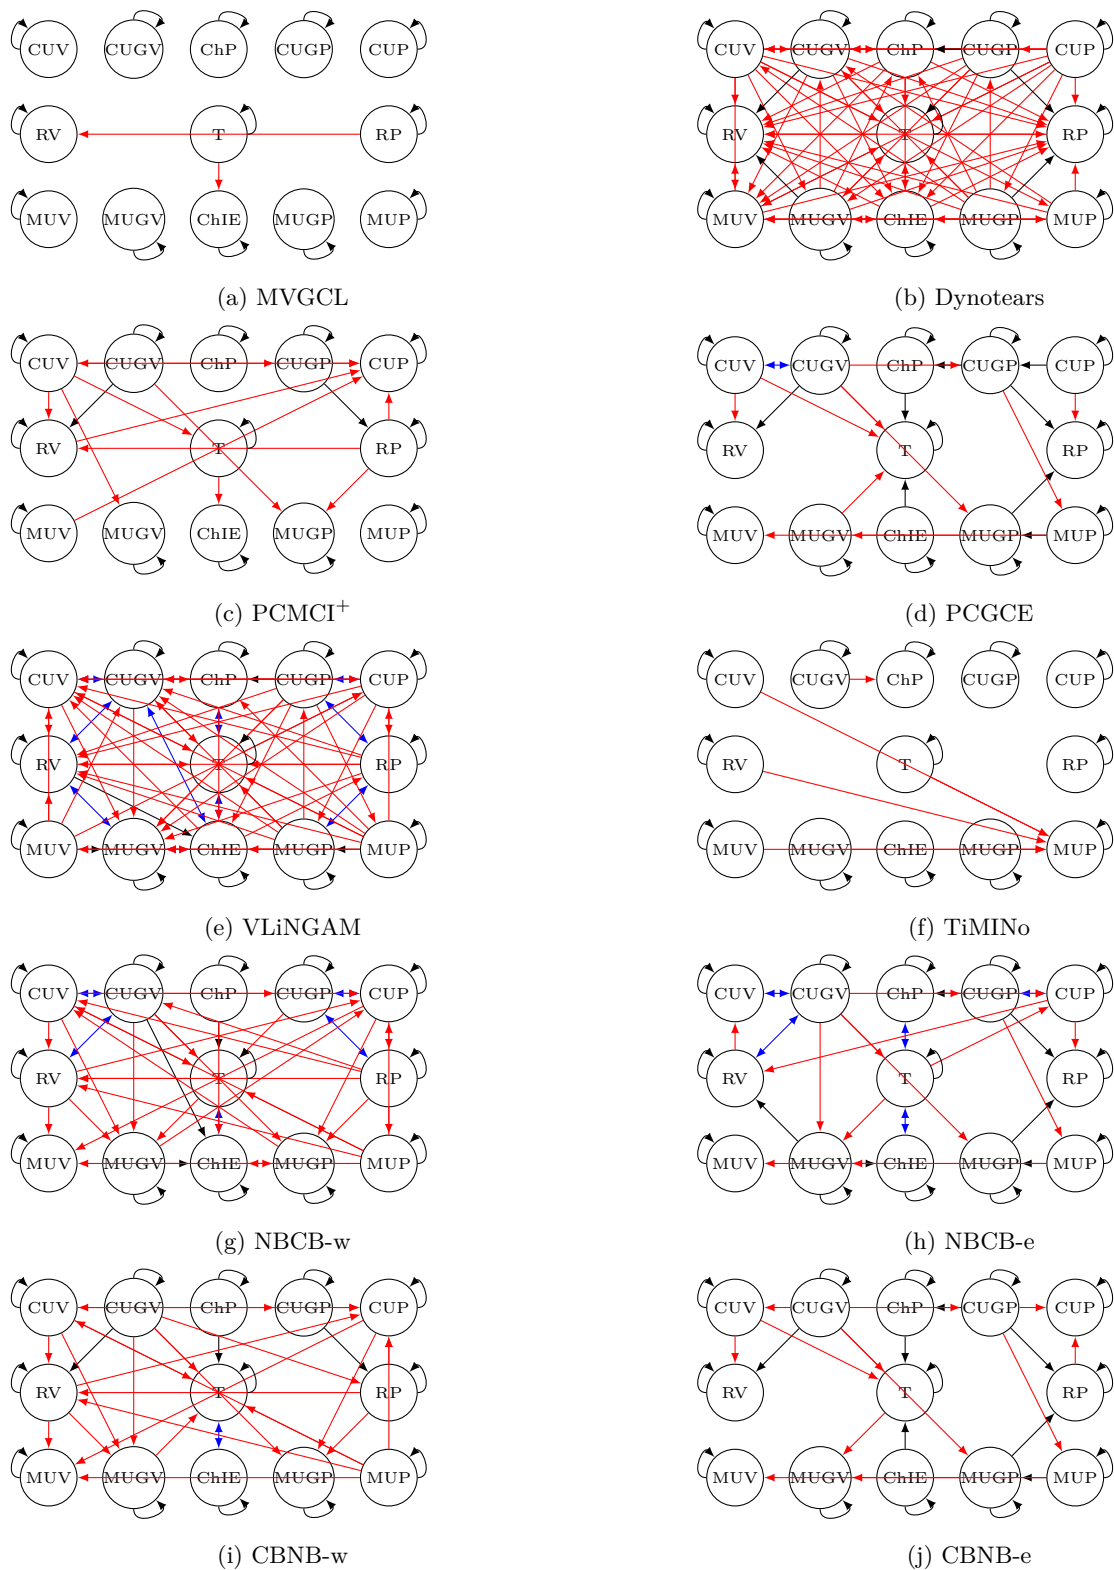 CUV CUGV ChP CUGP CUP
RV T RP
MUV MUGV ChIE MUGP MUP
(a) MVGCL
CUV CUGV ChP CUGP CUP
RV T RP
MUV MUGV ChIE MUGP MUP
(b) Dynotears
CUV CUGV ChP CUGP CUP
RV T RP
MUV MUGV ChIE MUGP MUP
(c) PCMCI⁺
CUV CUGV ChP CUGP CUP
RV T RP
MUV MUGV ChIE MUGP MUP
(d) PCGCE
CUV CUGV ChP CUGP CUP
RV T RP
MUV MUGV ChIE MUGP MUP
(e) VLiNGAM
CUV CUGV ChP CUGP CUP
RV T RP
MUV MUGV ChIE MUGP MUP
(f) TiMINo
CUV CUGV ChP CUGP CUP
RV T RP
MUV MUGV ChIE MUGP MUP
(g) NBCB-w
CUV CUGV ChP CUGP CUP
RV T RP
MUV MUGV ChIE MUGP MUP
(h) NBCB-e
CUV CUGV ChP CUGP CUP
RV T RP
MUV MUGV ChIE MUGP MUP
(i) CBNB-w
CUV CUGV ChP CUGP CUP
RV T RP
MUV MUGV ChIE MUGP MUP
(j) CBNB-e